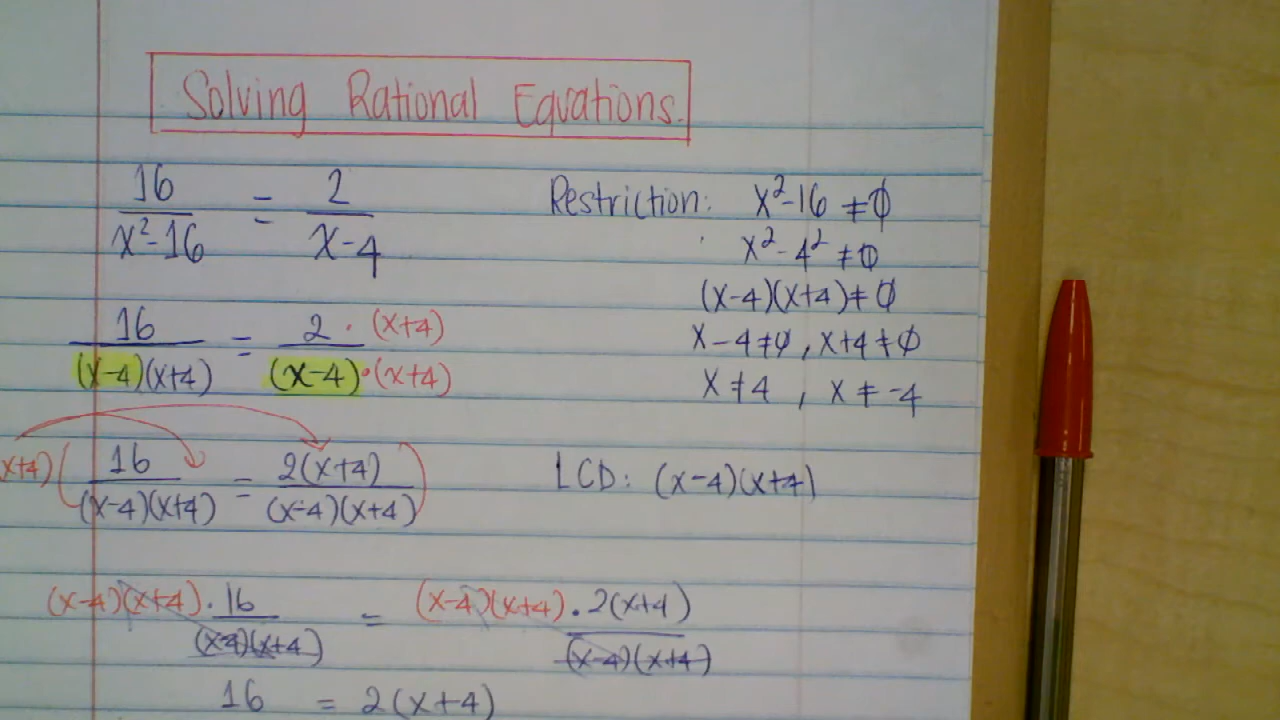 Solving Rational Equations.
16/(x²-16) = 2/(x-4)
Restriction: x²-16 ≠ 0
x²-4² ≠ 0
(x-4)(x+4) ≠ 0
x-4 ≠ 0, x+4 ≠ 0
x ≠ 4, x ≠ -4
16/((x-4)(x+4)) = 2·(x+4)/((x-4)·(x+4))
x+4) (16/((x-4)(x+4)) = 2(x+4)/((x-4)(x+4)))
LCD: (x-4)(x+4)
(x-4)(x+4)·16/((x-4)(x+4)) = (x-4)(x+4)·2(x+4)/((x-4)(x+4))
16 = 2(x+4)